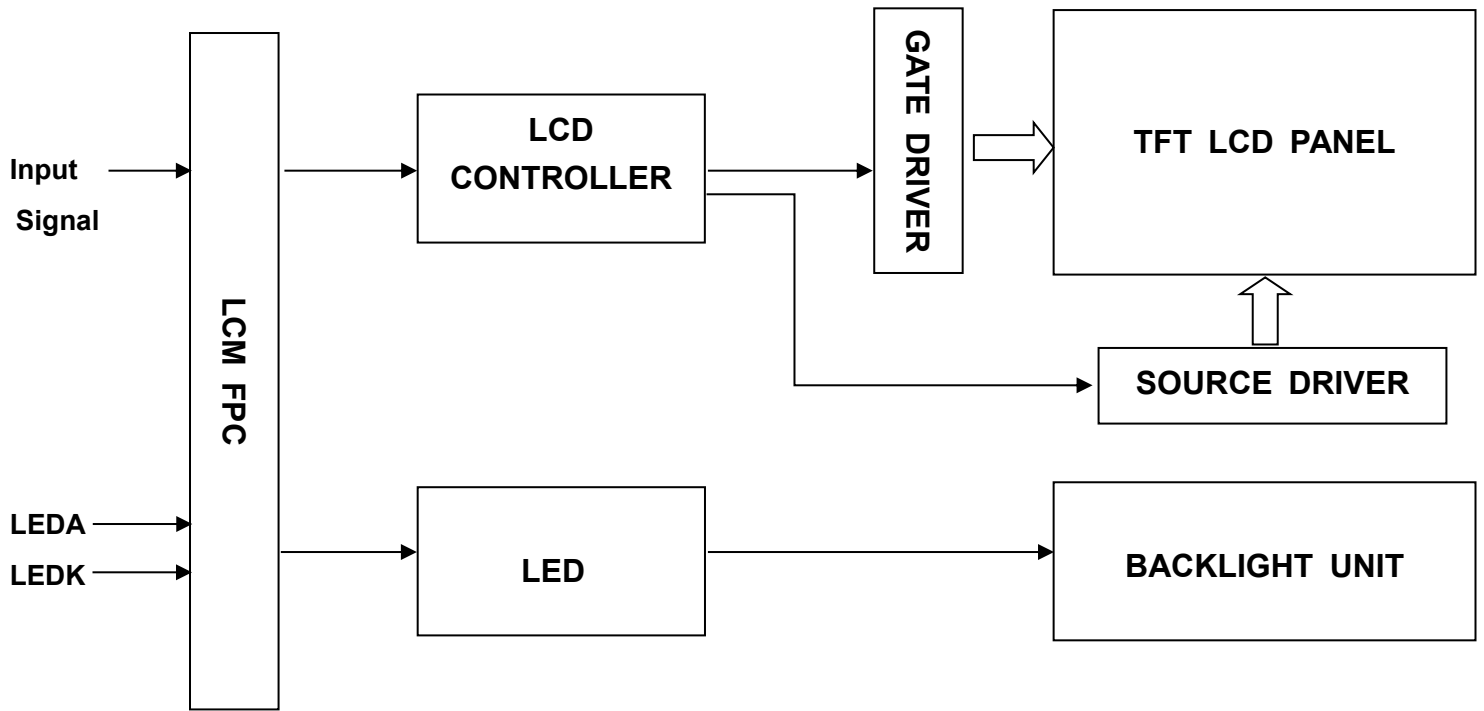 Input
Signal
LEDA
LEDK
LCM FPC
LCD
CONTROLLER
LED
GATE DRIVER
TFT LCD PANEL
SOURCE DRIVER
BACKLIGHT UNIT